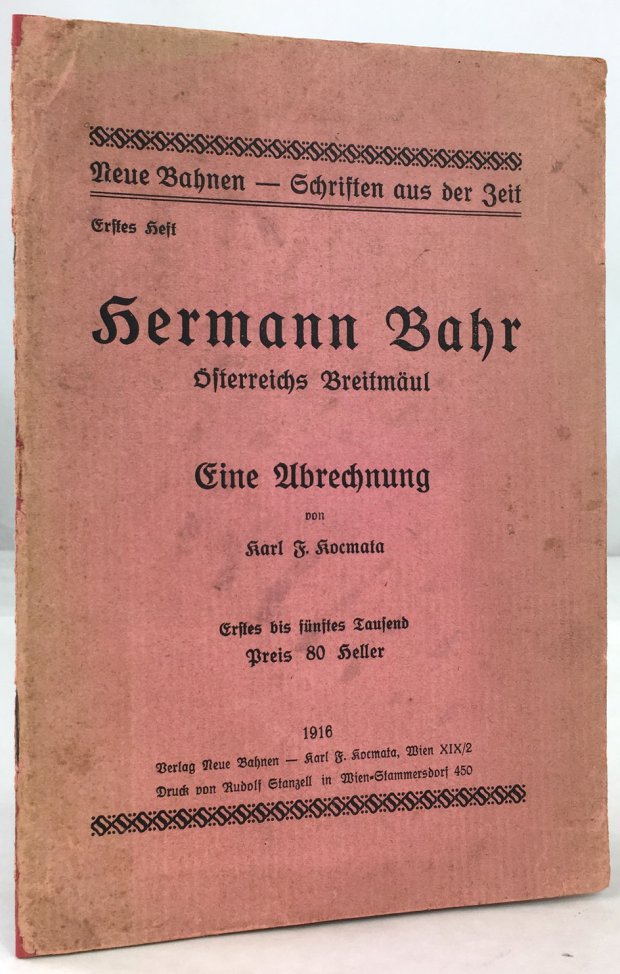 Neue Bahnen — Schriften aus der Zeit
Erstes Heft
Hermann Bahr
Österreichs Breitmäul
Eine Abrechnung
von
Karl F. Kocmata
Erstes bis fünftes Tausend
Preis 80 Heller
1916
Verlag Neue Bahnen — Karl F. Kocmata, Wien XIX/2
Druck von Rudolf Stanzell in Wien-Stammersdorf 450